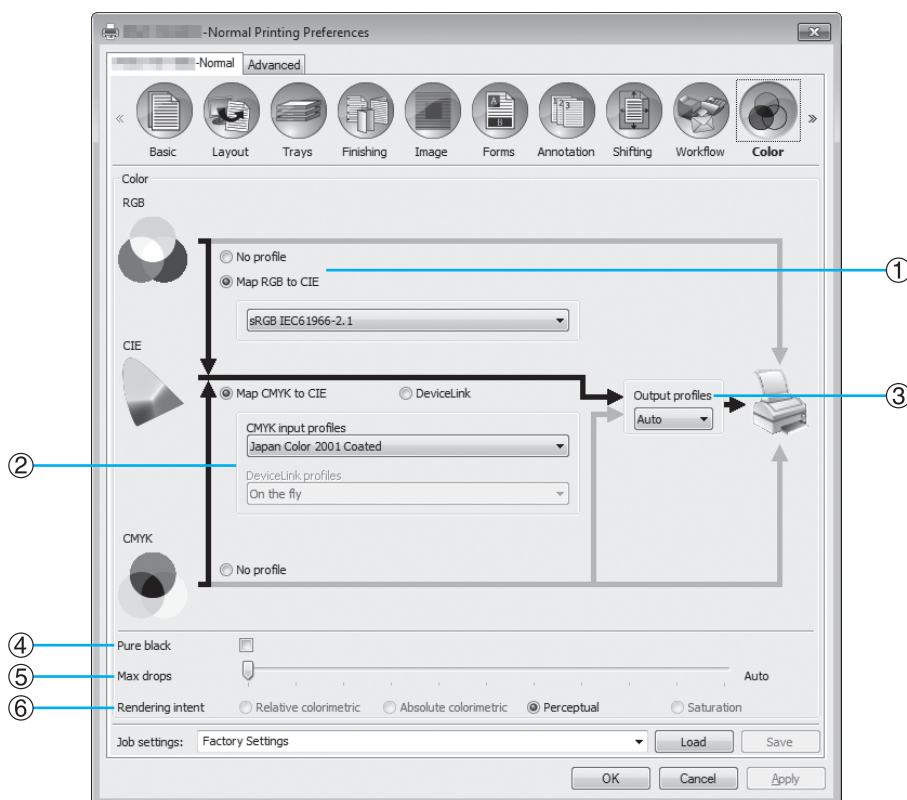 -Normal Printing Preferences
-Normal Advanced
Basic Layout Trays Finishing Image Forms Annotation Shifting Workflow Color
Color
RGB
No profile
①
Map RGB to CIE
sRGB IEC61966-2.1
CIE
Map CMYK to CIE DeviceLink
Output profiles
③
Auto
CMYK input profiles
Japan Color 2001 Coated
②
DeviceLink profiles
On the fly
CMYK
No profile
④ Pure black
⑤ Max drops Auto
⑥ Rendering intent Relative colorimetric Absolute colorimetric Perceptual Saturation
Job settings: Factory Settings Load Save
OK Cancel Apply